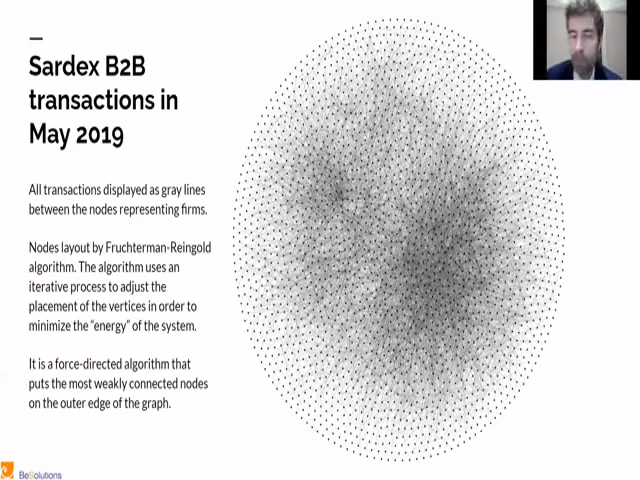 Sardex B2B
transactions in
May 2019
All transactions displayed as gray lines
between the nodes representing firms.
Nodes layout by Fruchterman-Reingold
algorithm. The algorithm uses an
iterative process to adjust the
placement of the vertices in order to
minimize the “energy” of the system.
It is a force-directed algorithm that
puts the most weakly connected nodes
on the outer edge of the graph.
BeSolutions